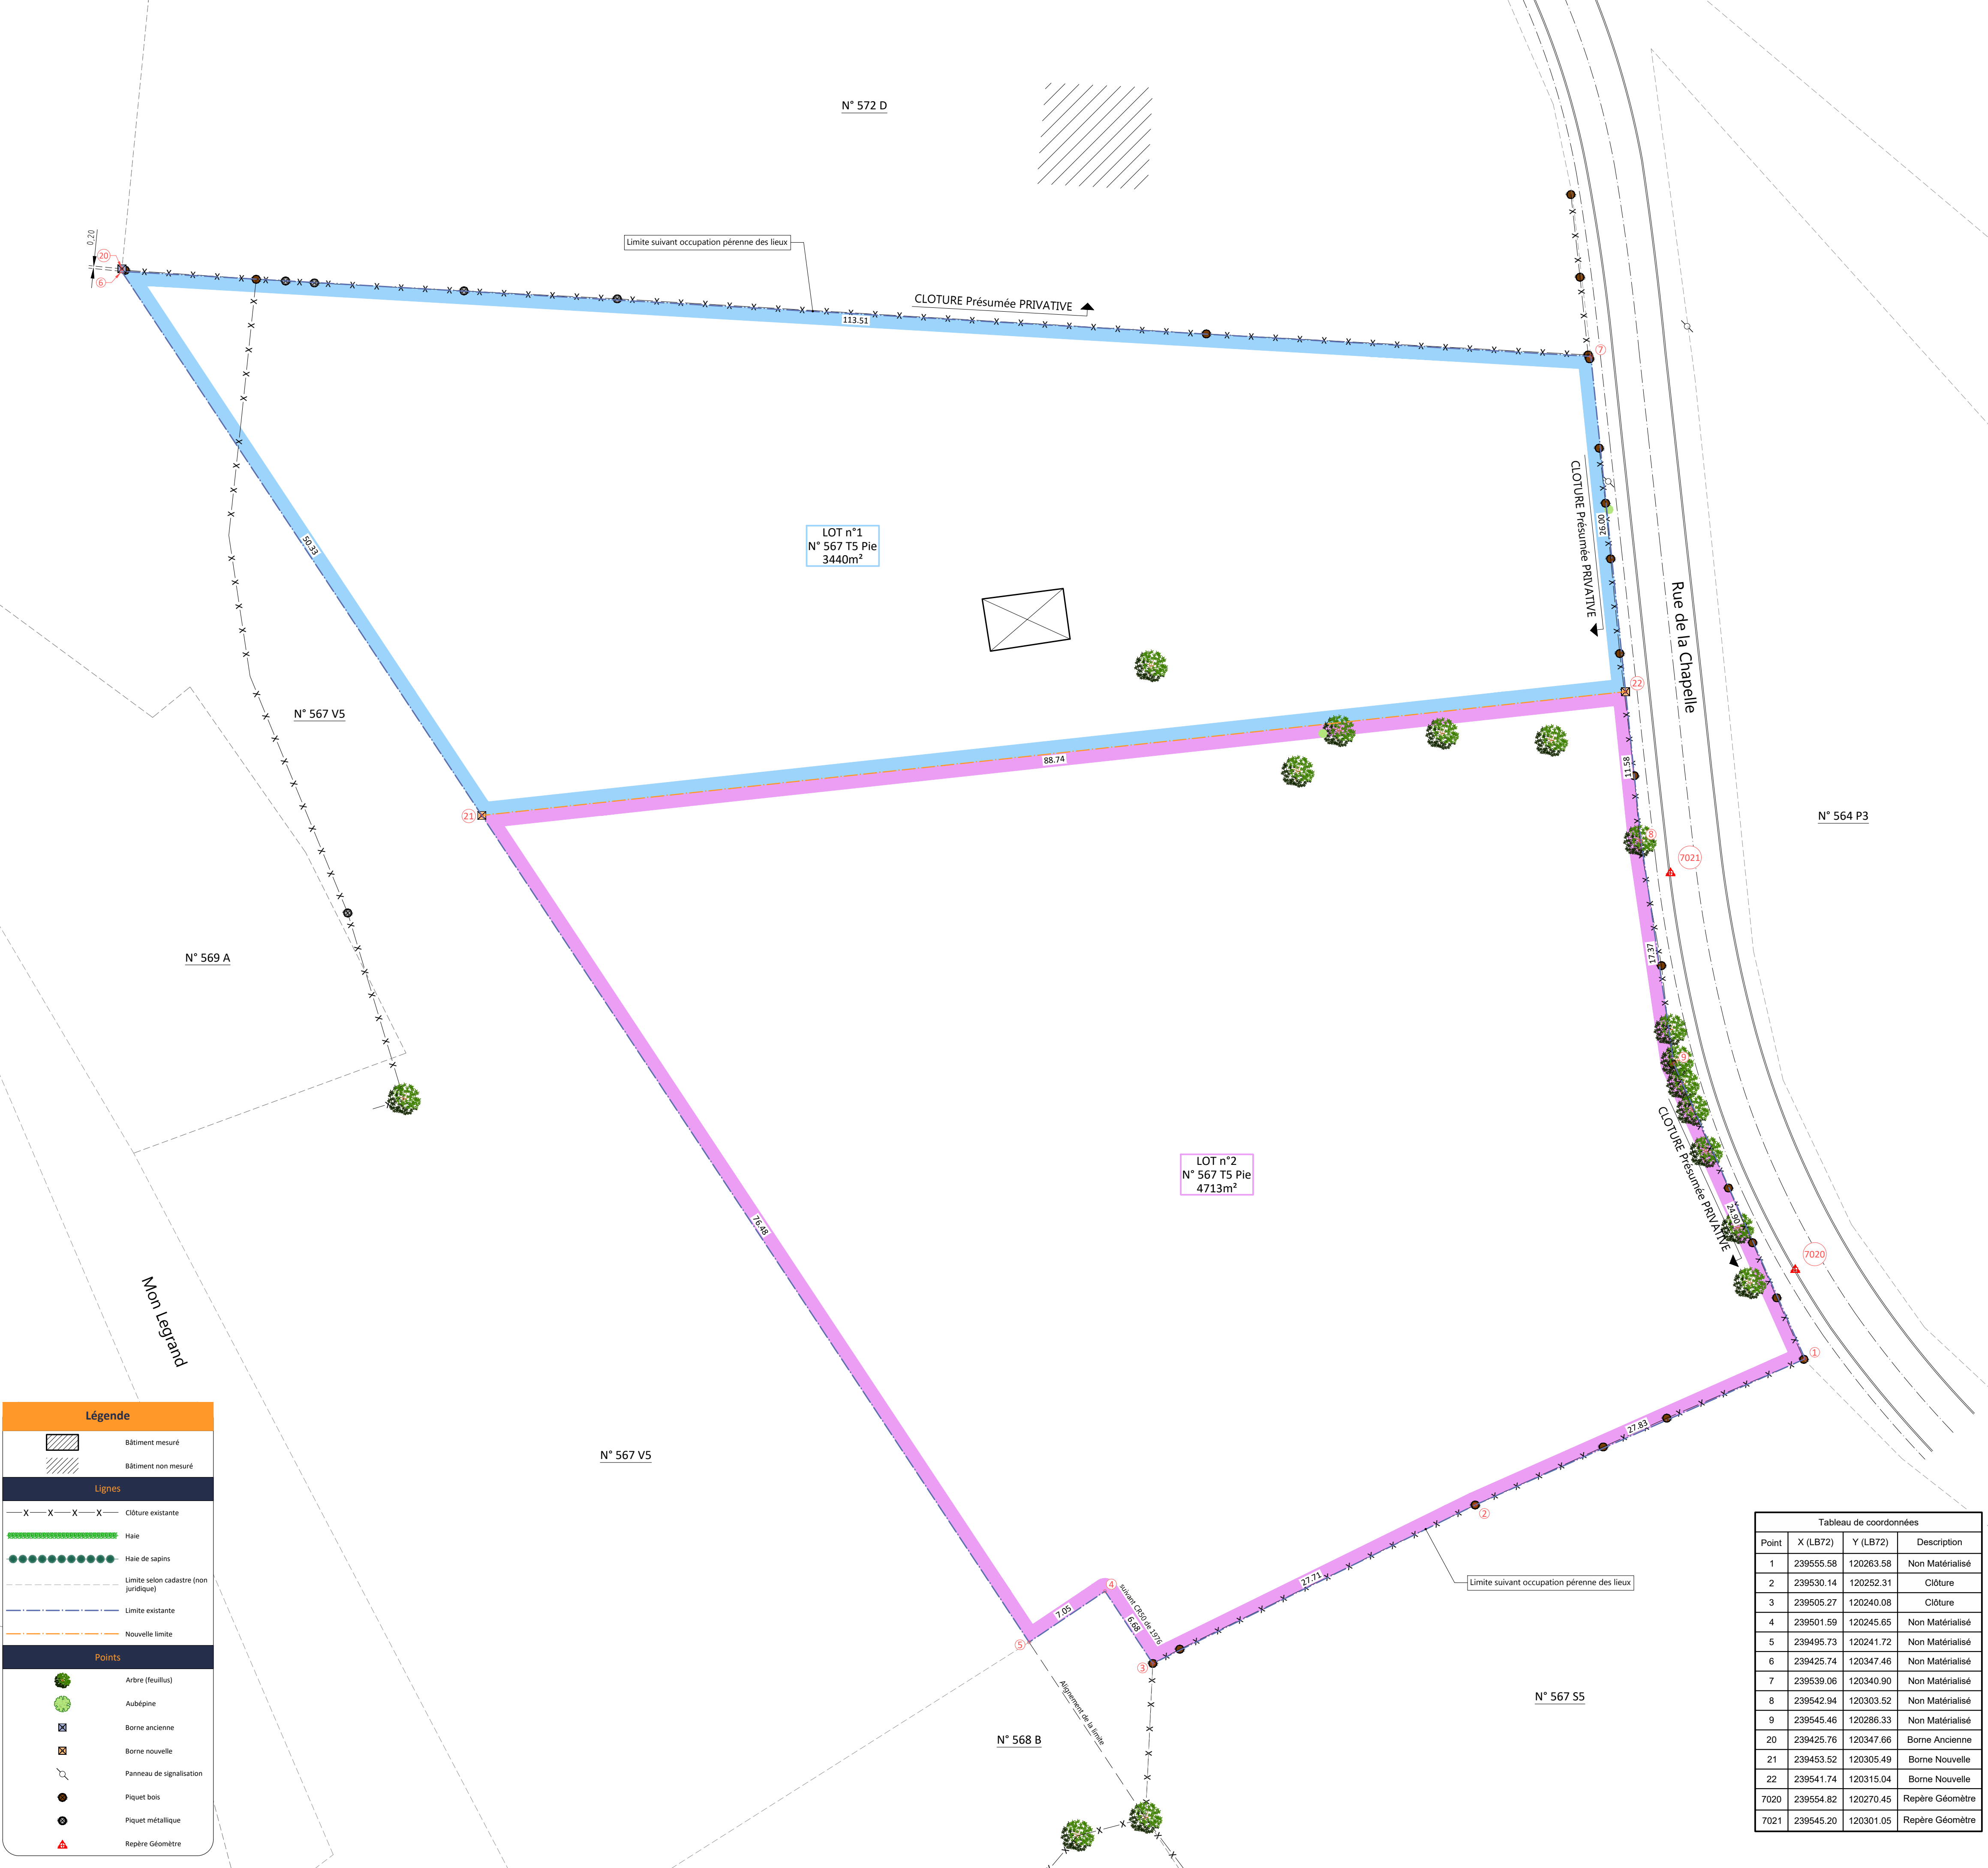 N° 572 D
0.20
20
6
Limite suivant occupation pérenne des lieux
CLOTURE Présumée PRIVATIVE
113.51
7
50.33
LOT n°1
N° 567 T5 Pie
3440m²
CLOTURE Présumée PRIVATIVE
26.00
Rue de la Chapelle
22
N° 567 V5
88.74
21
11.58
8
7021
N° 564 P3
N° 569 A
17.37
9
CLOTURE Présumée PRIVATIVE
24.90
LOT n°2
N° 567 T5 Pie
4713m²
76.48
7020
Mon Legrand
1
27.83
N° 567 V5
2
27.71
Limite suivant occupation pérenne des lieux
4
suivant CR50 de 1976
7.05
6.68
5
3
Alignement de la limite
N° 567 S5
N° 568 B
Légende
Bâtiment mesuré
Bâtiment non mesuré
Lignes
X X X X Clôture existante
Haie
Haie de sapins
Limite selon cadastre (non
juridique)
Limite existante
Nouvelle limite
Points
Arbre (feuillus)
Aubépine
Borne ancienne
Borne nouvelle
Panneau de signalisation
Piquet bois
Piquet métallique
Repère Géomètre
Tableau de coordonnées
Point X (LB72) Y (LB72) Description
1 239555.58 120263.58 Non Matérialisé
2 239530.14 120252.31 Clôture
3 239505.27 120240.08 Clôture
4 239501.59 120245.65 Non Matérialisé
5 239495.73 120241.72 Non Matérialisé
6 239425.74 120347.46 Non Matérialisé
7 239539.06 120340.90 Non Matérialisé
8 239542.94 120303.52 Non Matérialisé
9 239545.46 120286.33 Non Matérialisé
20 239425.76 120347.66 Borne Ancienne
21 239453.52 120305.49 Borne Nouvelle
22 239541.74 120315.04 Borne Nouvelle
7020 239554.82 120270.45 Repère Géomètre
7021 239545.20 120301.05 Repère Géomètre